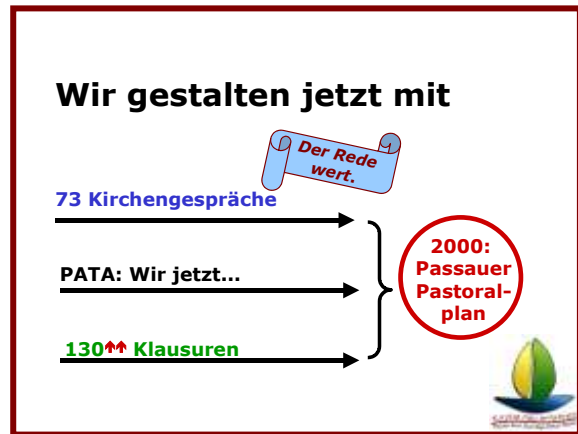 Wir gestalten jetzt mit
Der Rede
wert.
73 Kirchengespräche
PATA: Wir jetzt...
130 Klausuren
2000:
Passauer
Pastoral-
plan